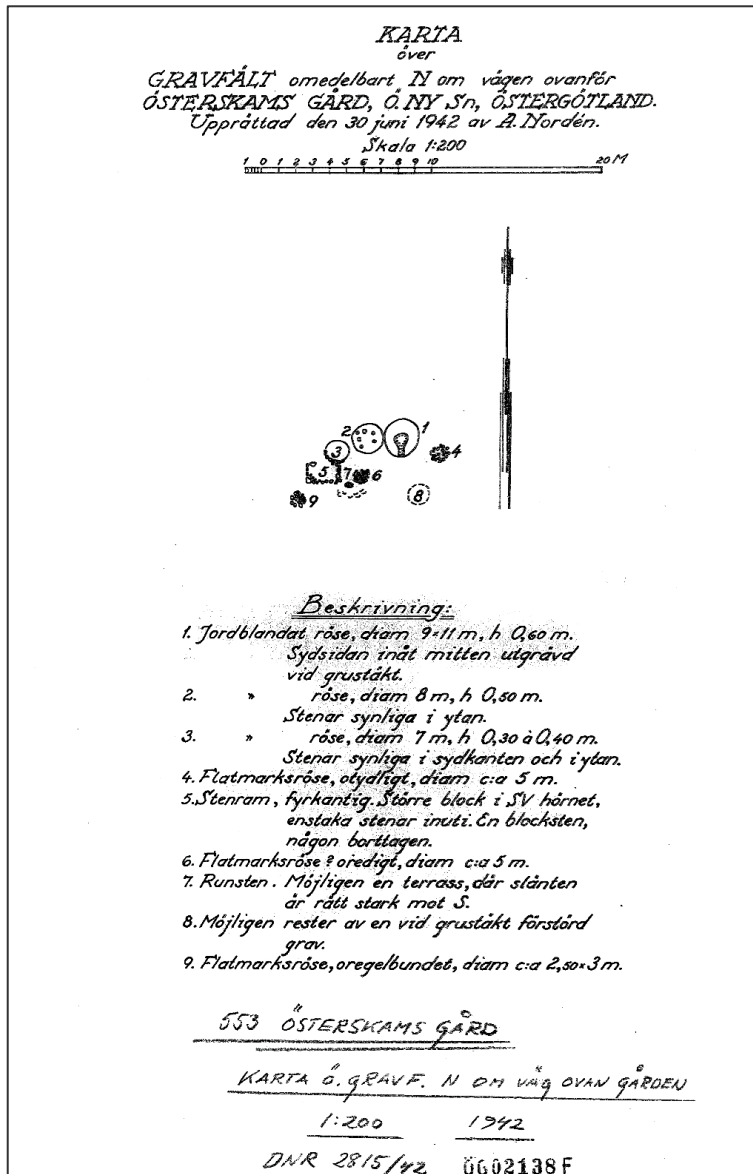 KARTA
över
GRAVFÄLT omedelbart N om vägen ovanför
ÖSTERSKAMS GÅRD, Ö. NY Sn, ÖSTERGÖTLAND.
Upprättad den 30 juni 1942 av A. Nordén.
Skala 1:200
1 0 1 2 3 4 5 6 7 8 9 10 20 M
2 1
3 4
5 7 6
9 8
Beskrivning:
1. Jordblandat röse, diam 9×11 m, h 0,60 m.
Sydsidan inåt mitten utgrävd
vid grustäkt.
2. " röse, diam 8 m, h 0,50 m.
Stenar synliga i ytan.
3. " röse, diam 7 m, h 0,30 à 0,40 m.
Stenar synliga i sydkanten och i ytan.
4. Flatmarksröse, otydligt, diam c:a 5 m.
5. Stenram, fyrkantig. Större block i SV hörnet,
enstaka stenar inuti. En blocksten,
någon borttagen.
6. Flatmarksröse? oredigt, diam c:a 5 m.
7. Runsten. Möjligen en terrass, där slänten
är rätt stark mot S.
8. Möjligen rester av en vid grustäkt förstörd
grav.
9. Flatmarksröse, oregelbundet, diam c:a 2,50×3 m.
553 ÖSTERSKAMS GÅRD
KARTA Ö. GRAVF. N OM VÄG OVAN GÅRDEN
1:200 1942
DNR 2815/42 0602138F